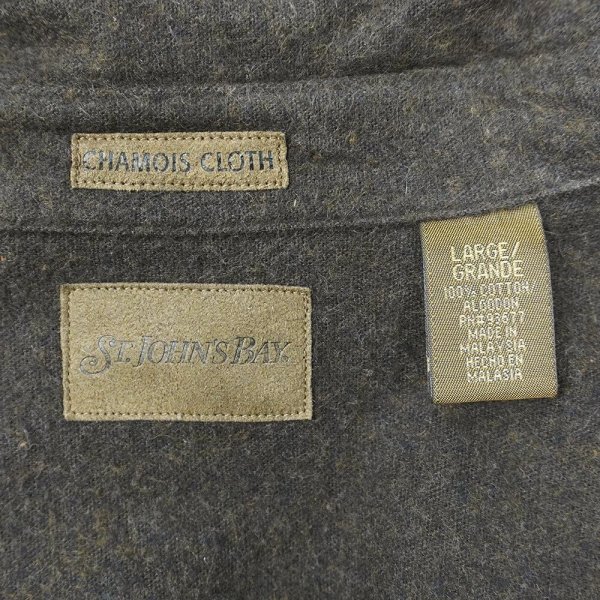 CHAMOIS CLOTH
ST. JOHN'S BAY.
LARGE/
GRANDE
100% COTTON/
ALGODON
RN#93677
MADE IN
MALAYSIA
HECHO EN
MALASIA